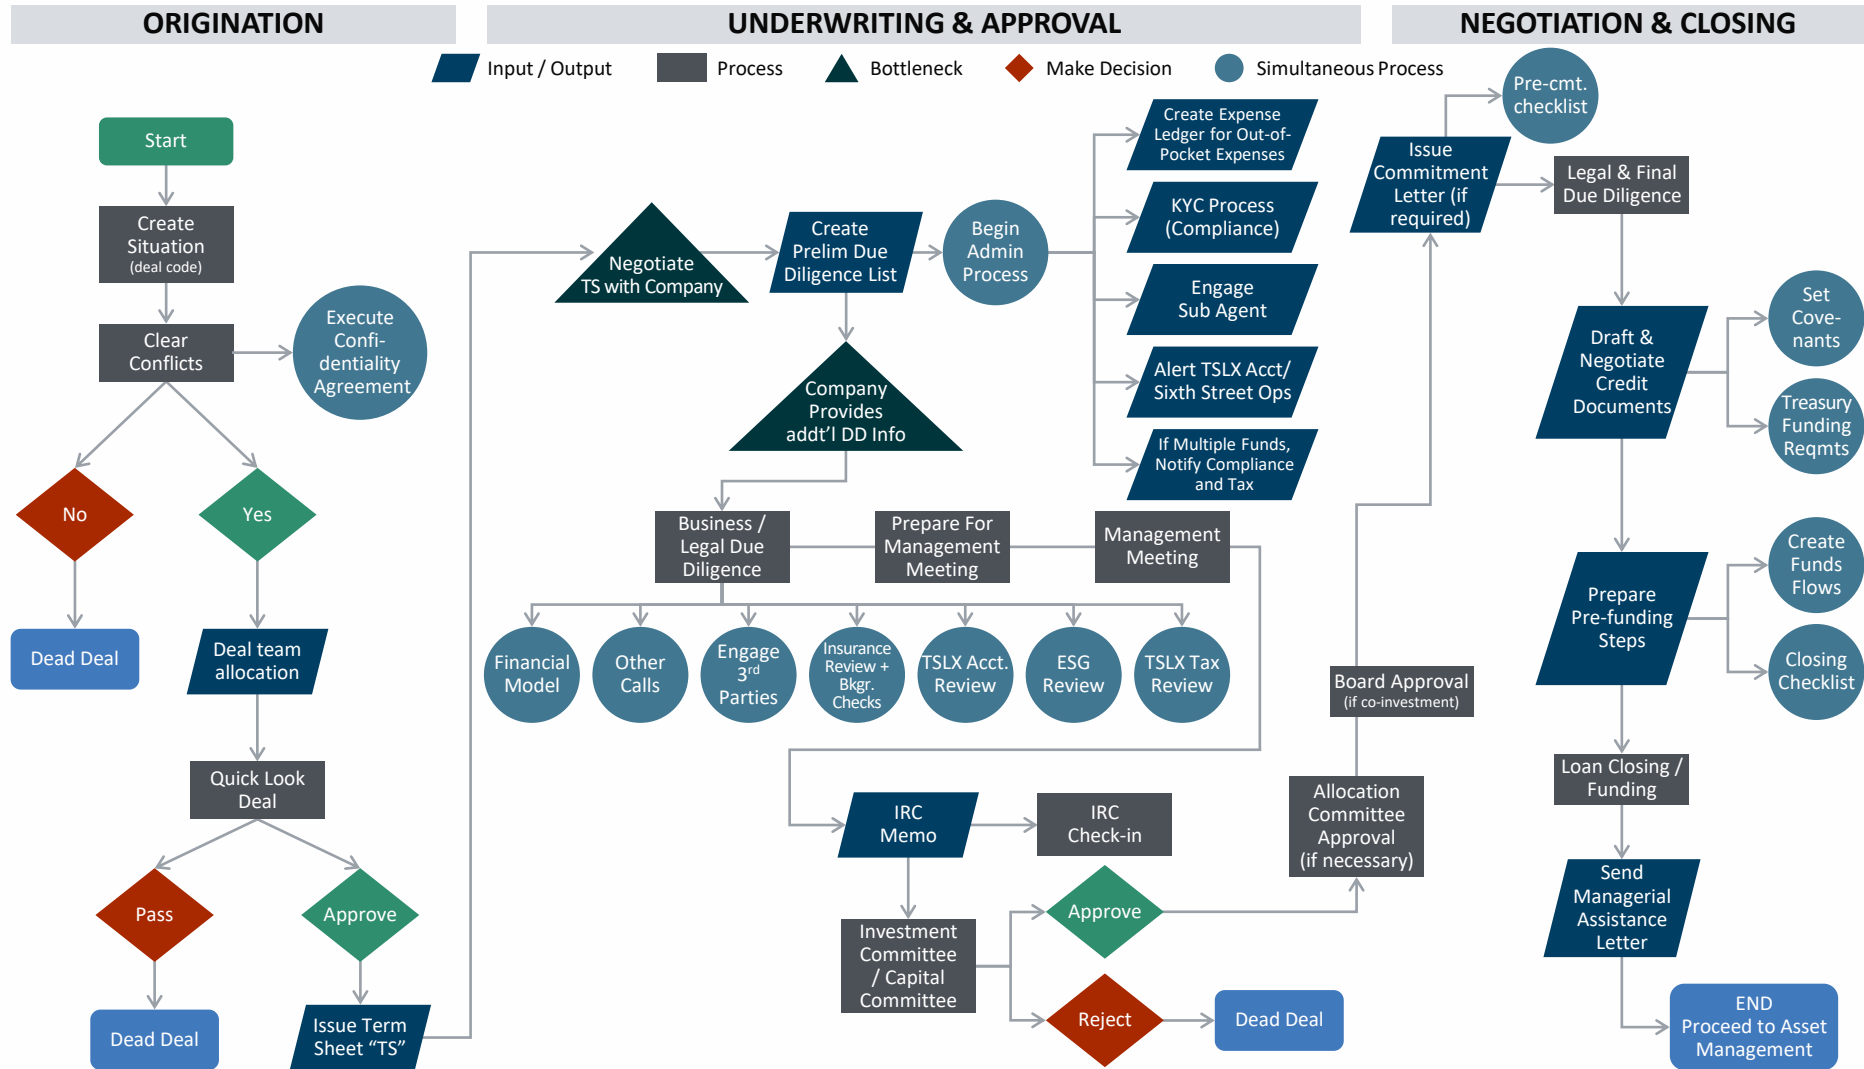 ORIGINATION
UNDERWRITING & APPROVAL
NEGOTIATION & CLOSING
Input / Output
Process
Bottleneck
Make Decision
Simultaneous Process
Start
Create
Situation
(deal code)
Clear
Conflicts
Execute
Confi-
dentiality
Agreement
No
Yes
Dead Deal
Deal team
allocation
Quick Look
Deal
Pass
Approve
Dead Deal
Issue Term
Sheet “TS”
Negotiate
TS with Company
Create
Prelim Due
Diligence List
Begin
Admin
Process
Create Expense
Ledger for Out-of-
Pocket Expenses
KYC Process
(Compliance)
Engage
Sub Agent
Alert TSLX Acct/
Sixth Street Ops
If Multiple Funds,
Notify Compliance
and Tax
Company
Provides
addt’l DD Info
Business /
Legal Due
Diligence
Prepare For
Management
Meeting
Management
Meeting
Financial
Model
Other
Calls
Engage
3rd
Parties
Insurance
Review +
Bkgr.
Checks
TSLX Acct.
Review
ESG
Review
TSLX Tax
Review
IRC
Memo
IRC
Check-in
Investment
Committee
/ Capital
Committee
Approve
Reject
Dead Deal
Allocation
Committee
Approval
(if necessary)
Board Approval
(if co-investment)
Issue
Commitment
Letter (if
required)
Pre-cmt.
checklist
Legal & Final
Due Diligence
Draft &
Negotiate
Credit
Documents
Set
Cove-
nants
Treasury
Funding
Reqmts
Prepare
Pre-funding
Steps
Create
Funds
Flows
Closing
Checklist
Loan Closing /
Funding
Send
Managerial
Assistance
Letter
END
Proceed to Asset
Management